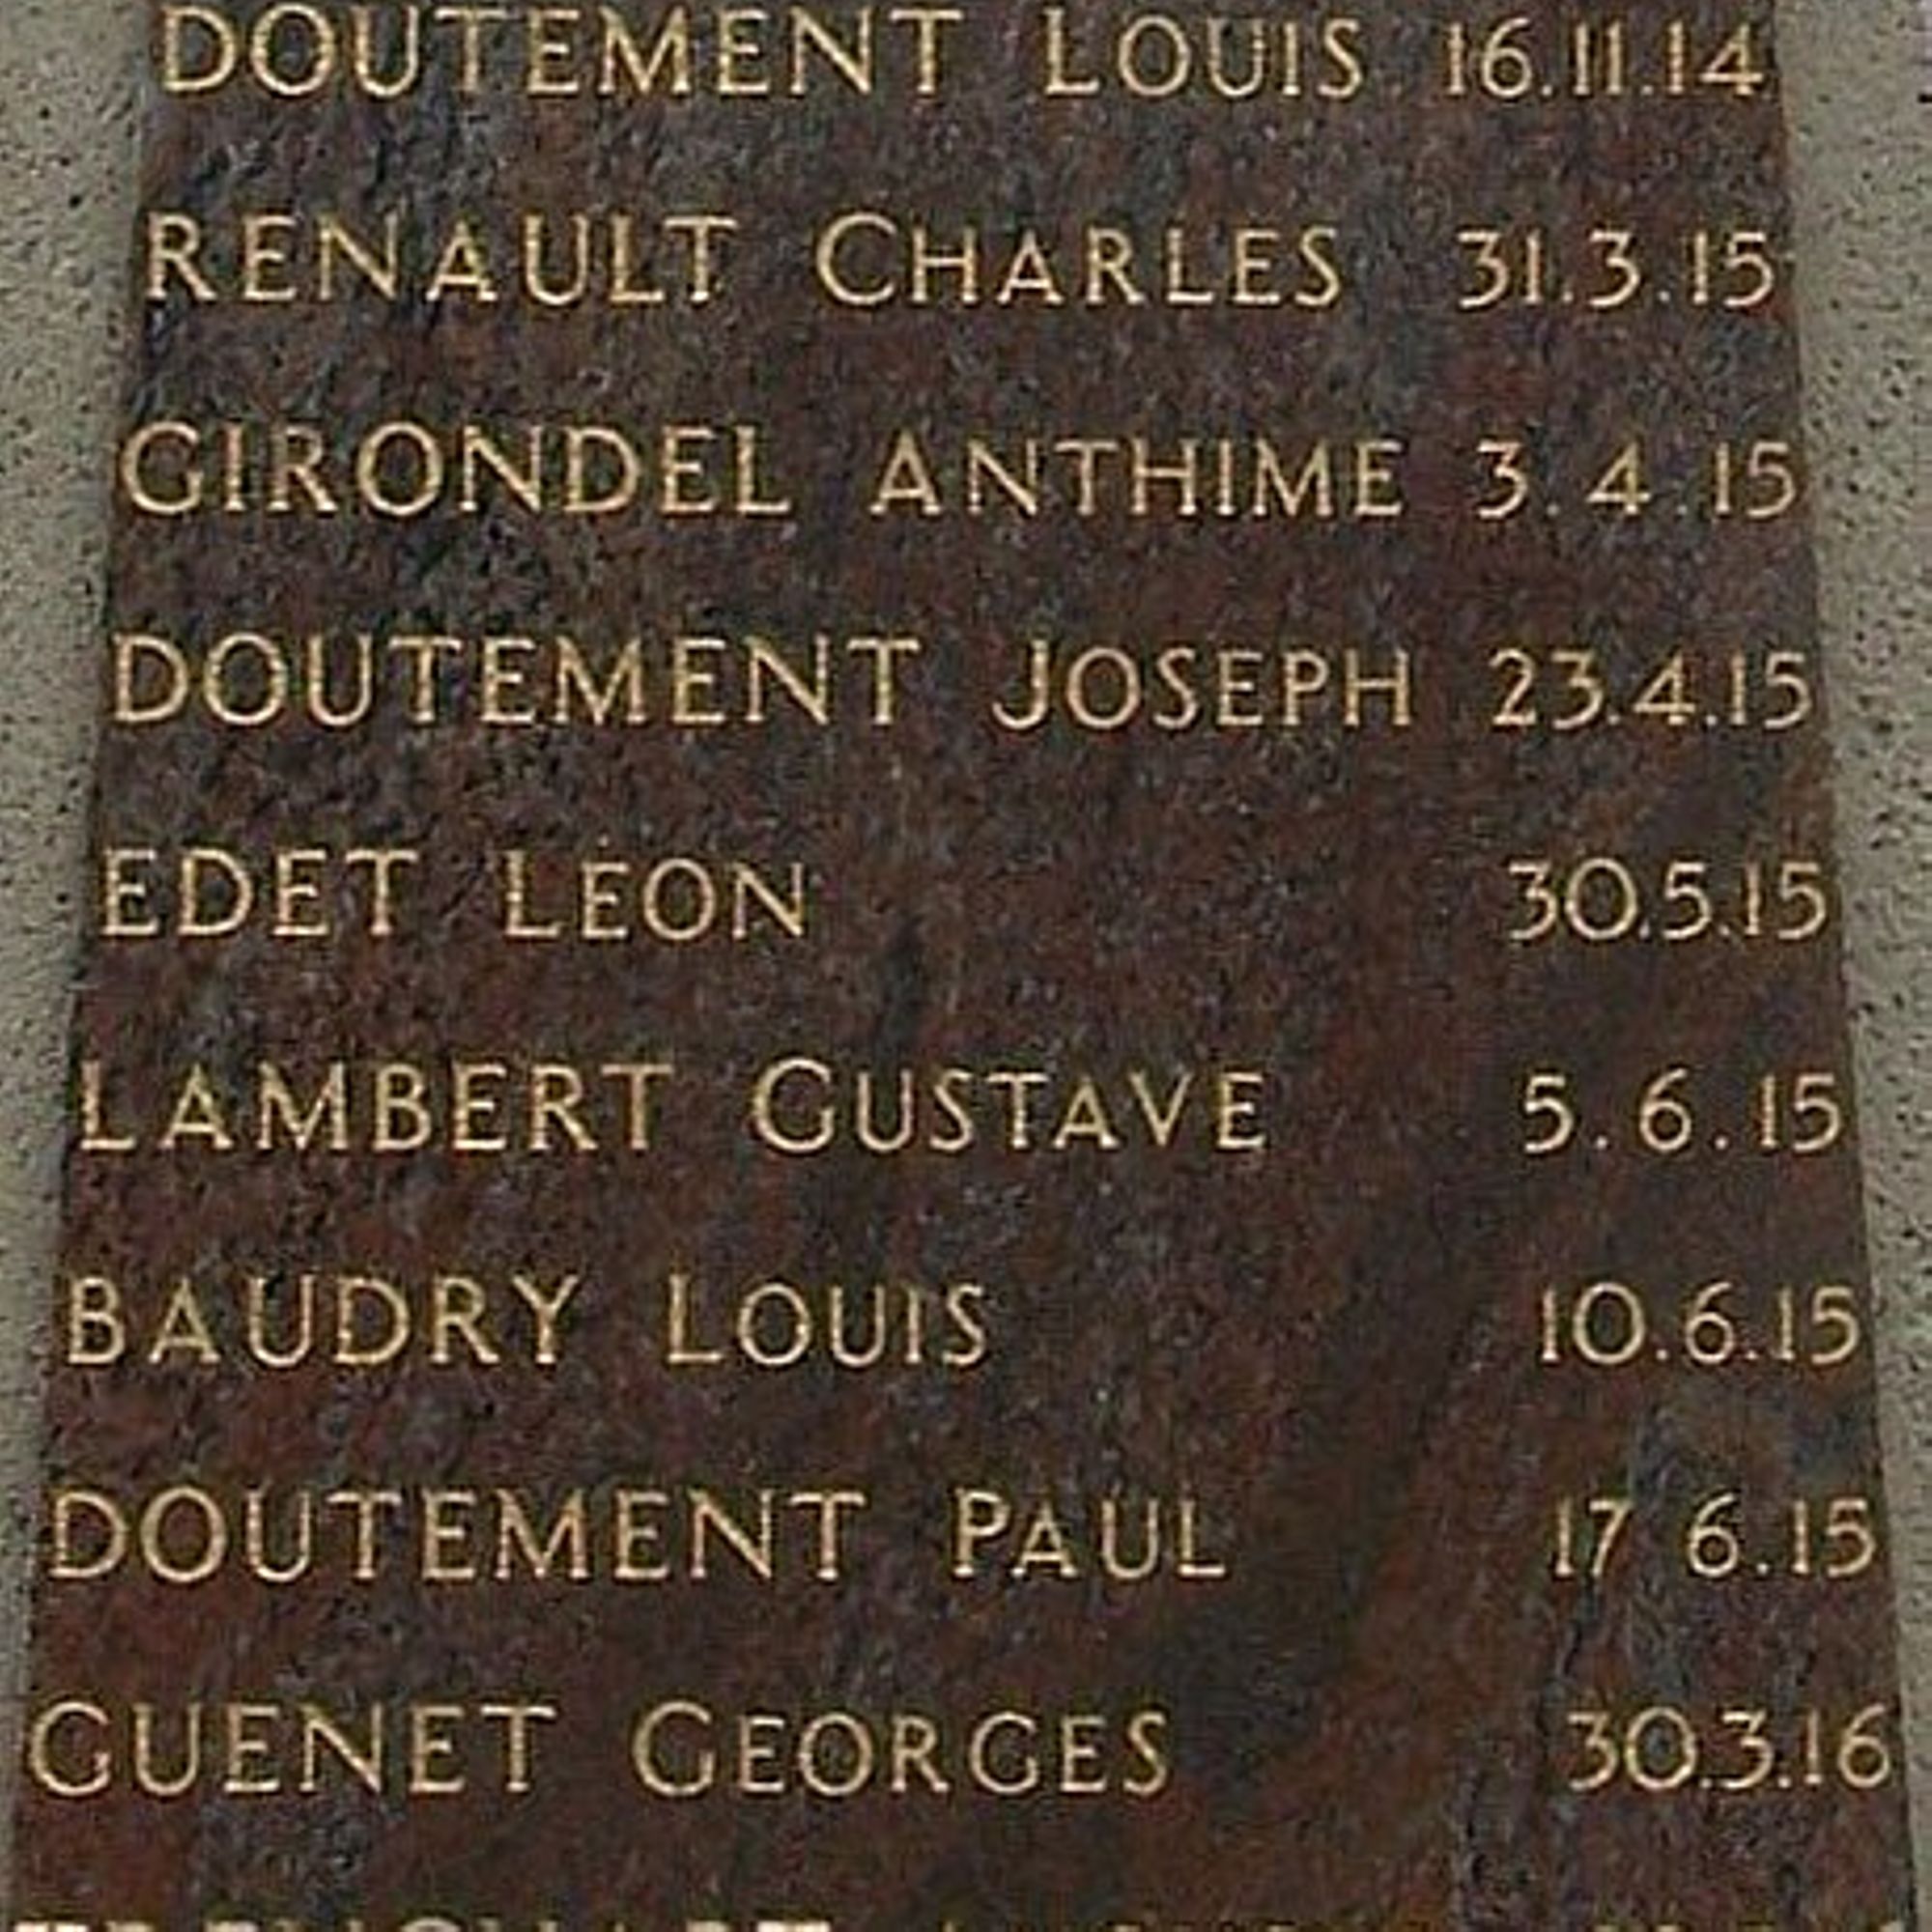 DOUTEMENT LOUIS 16.11.14
RENAULT CHARLES 31.3.15
GIRONDEL ANTHIME 3.4.15
DOUTEMENT JOSEPH 23.4.15
EDET LÉON 30.5.15
LAMBERT GUSTAVE 5.6.15
BAUDRY LOUIS 10.6.15
DOUTEMENT PAUL 17 6.15
GUENET GEORGES 30.3.16